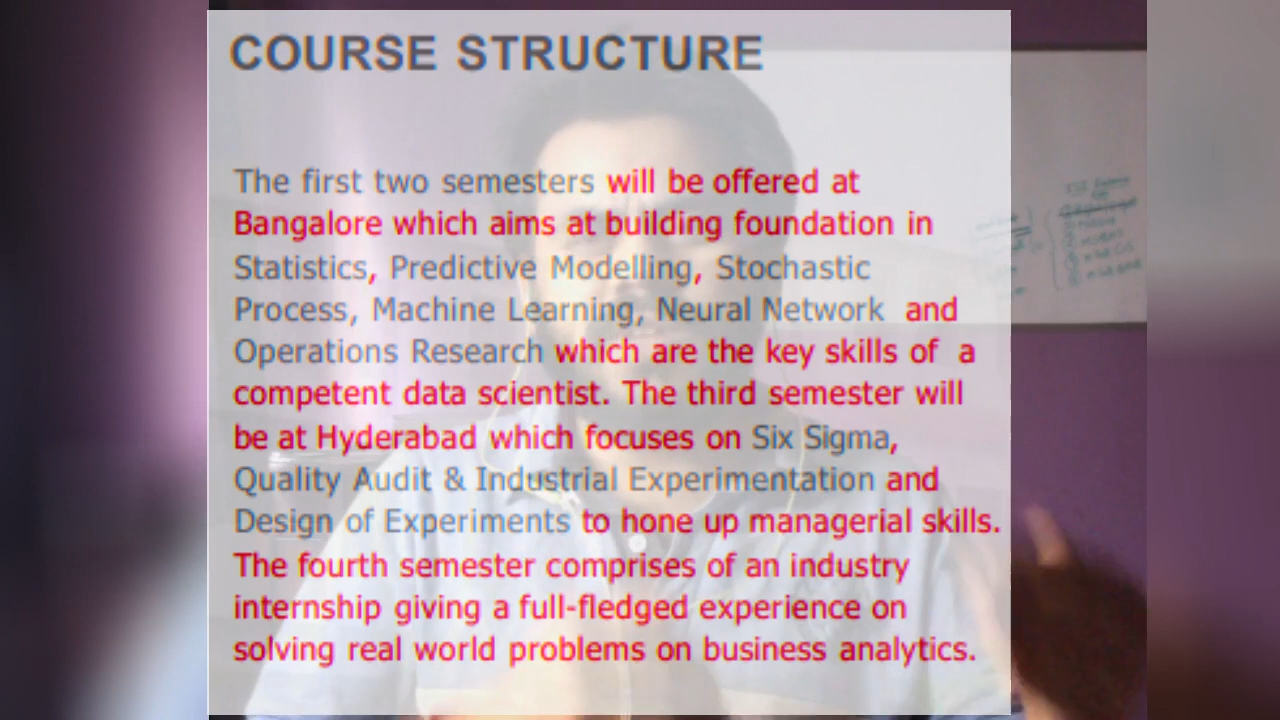 COURSE STRUCTURE
The first two semesters will be offered at
Bangalore which aims at building foundation in
Statistics, Predictive Modelling, Stochastic
Process, Machine Learning, Neural Network and
Operations Research which are the key skills of a
competent data scientist. The third semester will
be at Hyderabad which focuses on Six Sigma,
Quality Audit & Industrial Experimentation and
Design of Experiments to hone up managerial skills.
The fourth semester comprises of an industry
internship giving a full-fledged experience on
solving real world problems on business analytics.